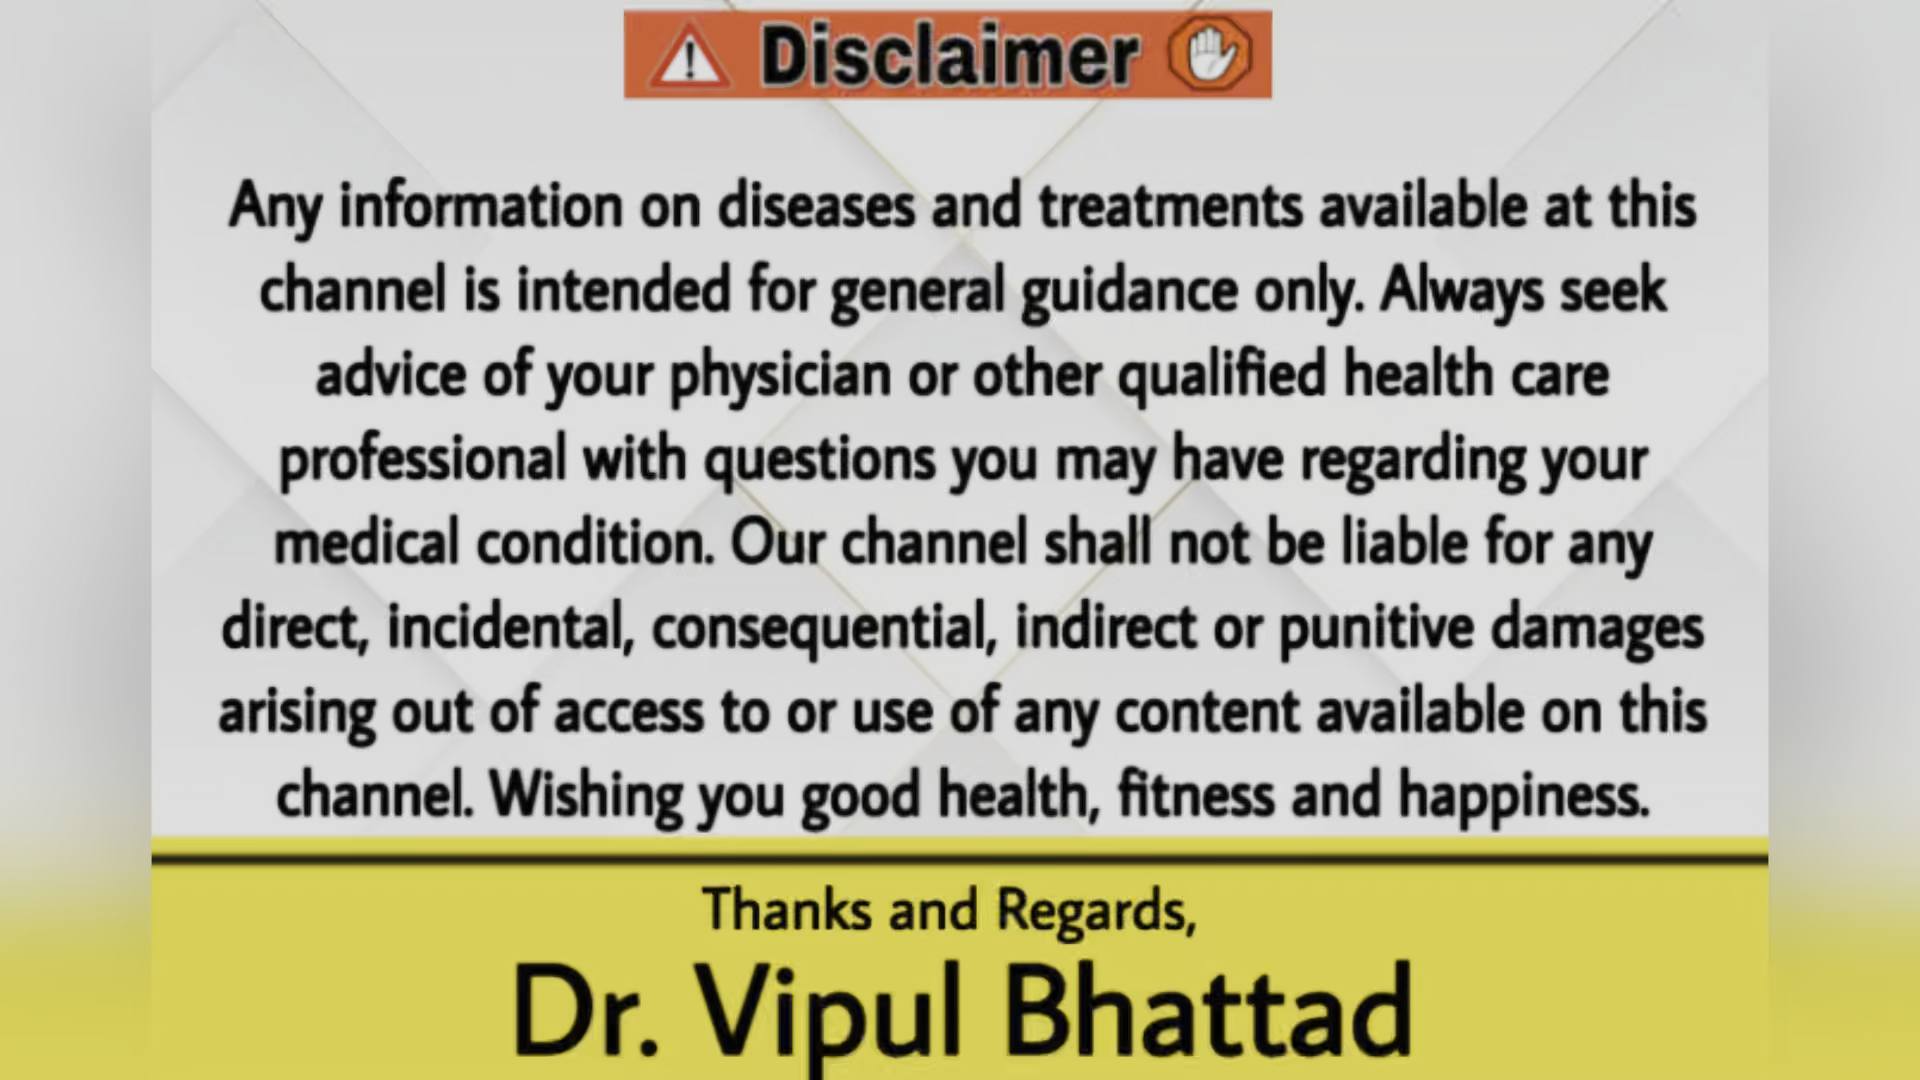 Disclaimer
Any information on diseases and treatments available at this
channel is intended for general guidance only. Always seek
advice of your physician or other qualified health care
professional with questions you may have regarding your
medical condition. Our channel shall not be liable for any
direct, incidental, consequential, indirect or punitive damages
arising out of access to or use of any content available on this
channel. Wishing you good health, fitness and happiness.
Thanks and Regards,
Dr. Vipul Bhattad